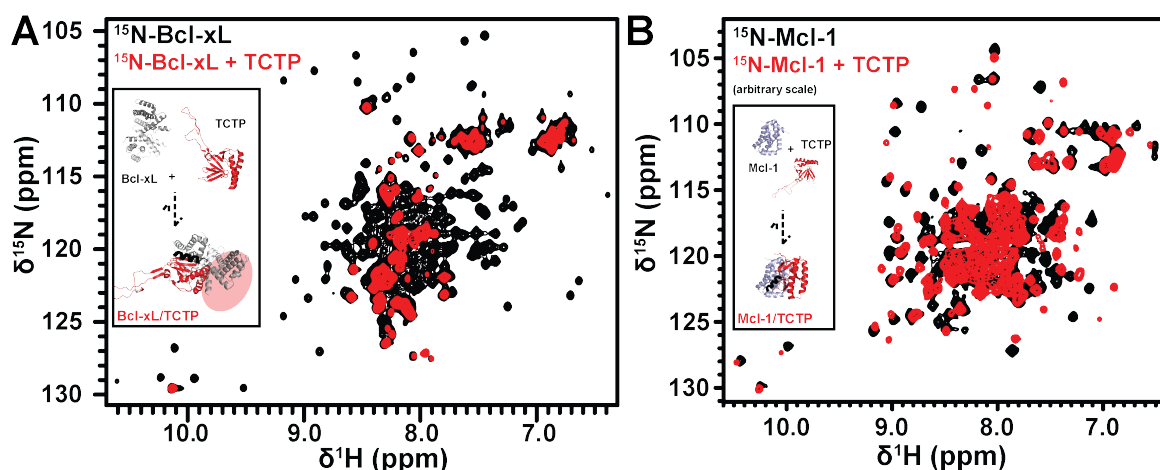 A
¹⁵N-Bcl-xL
¹⁵N-Bcl-xL + TCTP
TCTP
Bcl-xL +
Bcl-xL/TCTP
105
110
115
120
125
130
δ¹⁵N (ppm)
10.0
9.0
8.0
7.0
δ¹H (ppm)
B
¹⁵N-Mcl-1
¹⁵N-Mcl-1 + TCTP
(arbitrary scale)
+ TCTP
Mcl-1
Mcl-1/TCTP
105
110
115
120
125
130
δ¹⁵N (ppm)
10.0
9.0
8.0
7.0
δ¹H (ppm)